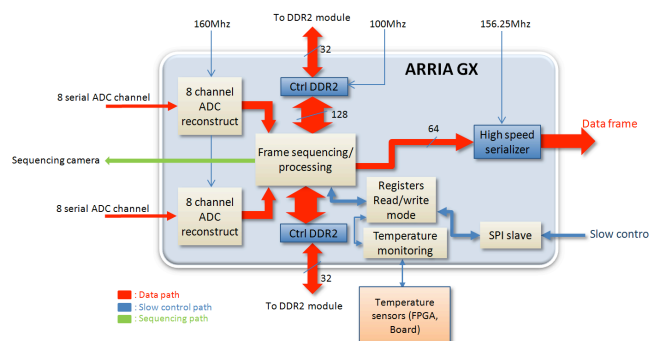 To DDR2 module
160Mhz
100Mhz
156.25Mhz
32
ARRIA GX
8 serial ADC channel
8 channel
ADC
reconstruct
Ctrl DDR2
128
Data frame
64
High speed
serializer
Sequencing camera
Frame sequencing/
processing
8 serial ADC channel
8 channel
ADC
reconstruct
Registers
Read/write
mode
Ctrl DDR2
Temperature
monitoring
SPI slave
Slow contro
32
: Data path
: Slow control path
: Sequencing path
To DDR2 module
Temperature
sensors (FPGA,
Board)